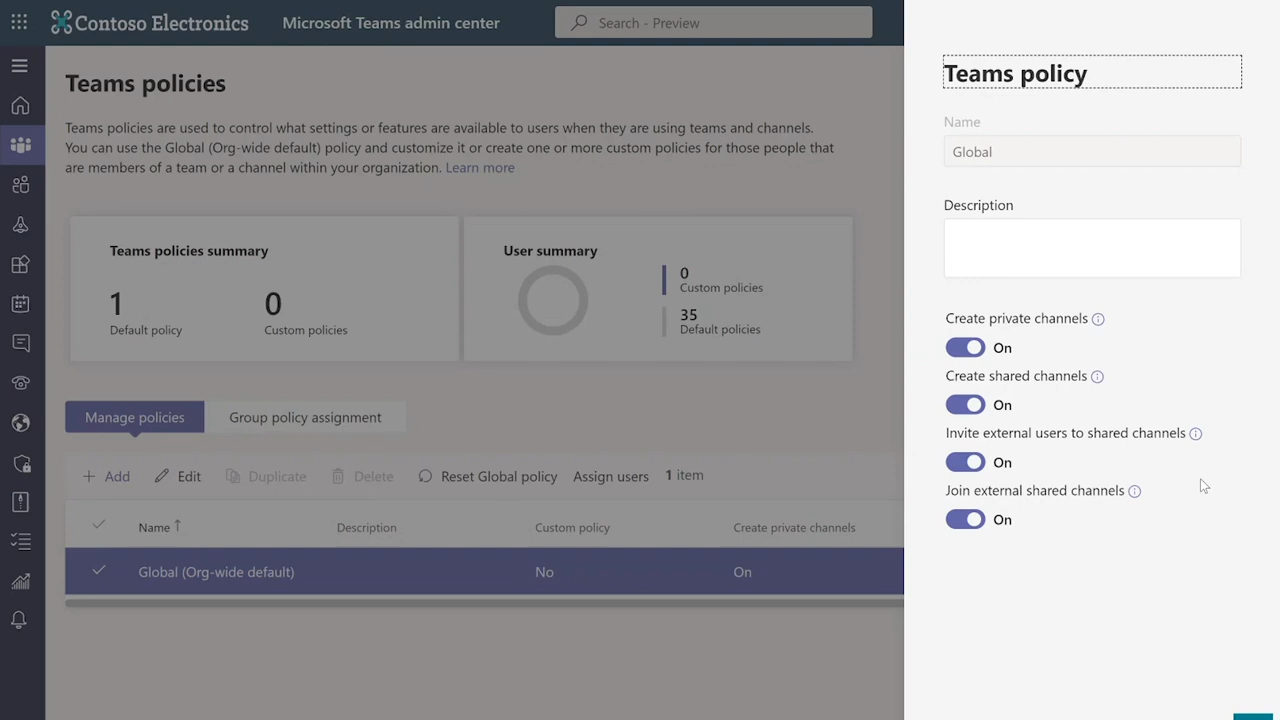 Contoso Electronics
Microsoft Teams admin center
Search - Preview
Teams policies
Teams policies are used to control what settings or features are available to users when they are using teams and channels.
You can use the Global (Org-wide default) policy and customize it or create one or more custom policies for those people that
are members of a team or a channel within your organization. Learn more
Teams policies summary
1
Default policy
0
Custom policies
User summary
0
Custom policies
35
Default policies
Manage policies
Group policy assignment
Add
Edit
Duplicate
Delete
Reset Global policy
Assign users
1 item
Name
Description
Custom policy
Create private channels
Global (Org-wide default)
No
On
Teams policy
Name
Global
Description
Create private channels
On
Create shared channels
On
Invite external users to shared channels
On
Join external shared channels
On